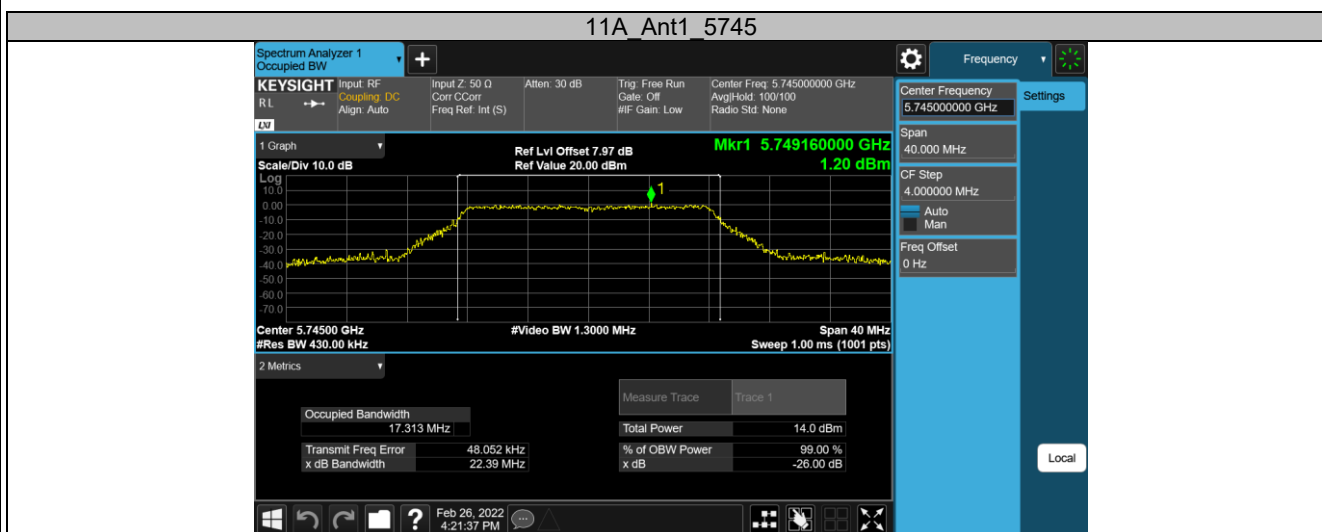 11A_Ant1_5745
Spectrum Analyzer 1
Occupied BW
+
Frequency
KEYSIGHT
RL
LXI
Input: RF
Coupling: DC
Align: Auto
Input Z: 50 Ω
Corr CCorr
Freq Ref: Int (S)
Atten: 30 dB
Trig: Free Run
Gate: Off
#IF Gain: Low
Center Freq: 5.745000000 GHz
Avg|Hold: 100/100
Radio Std: None
Center Frequency
5.745000000 GHz
Settings
Span
40.000 MHz
CF Step
4.000000 MHz
Auto
Man
Freq Offset
0 Hz
Local
1 Graph
Scale/Div 10.0 dB
Ref Lvl Offset 7.97 dB
Ref Value 20.00 dBm
Mkr1 5.749160000 GHz
1.20 dBm
Log
10.0
0.00
-10.0
-20.0
-30.0
-40.0
-50.0
-60.0
-70.0
1
Center 5.74500 GHz
#Res BW 430.00 kHz
#Video BW 1.3000 MHz
Span 40 MHz
Sweep 1.00 ms (1001 pts)
2 Metrics
Measure Trace Trace 1
Occupied Bandwidth
17.313 MHz
Total Power 14.0 dBm
Transmit Freq Error 48.052 kHz
% of OBW Power 99.00 %
x dB Bandwidth 22.39 MHz
x dB -26.00 dB
?
Feb 26, 2022
4:21:37 PM